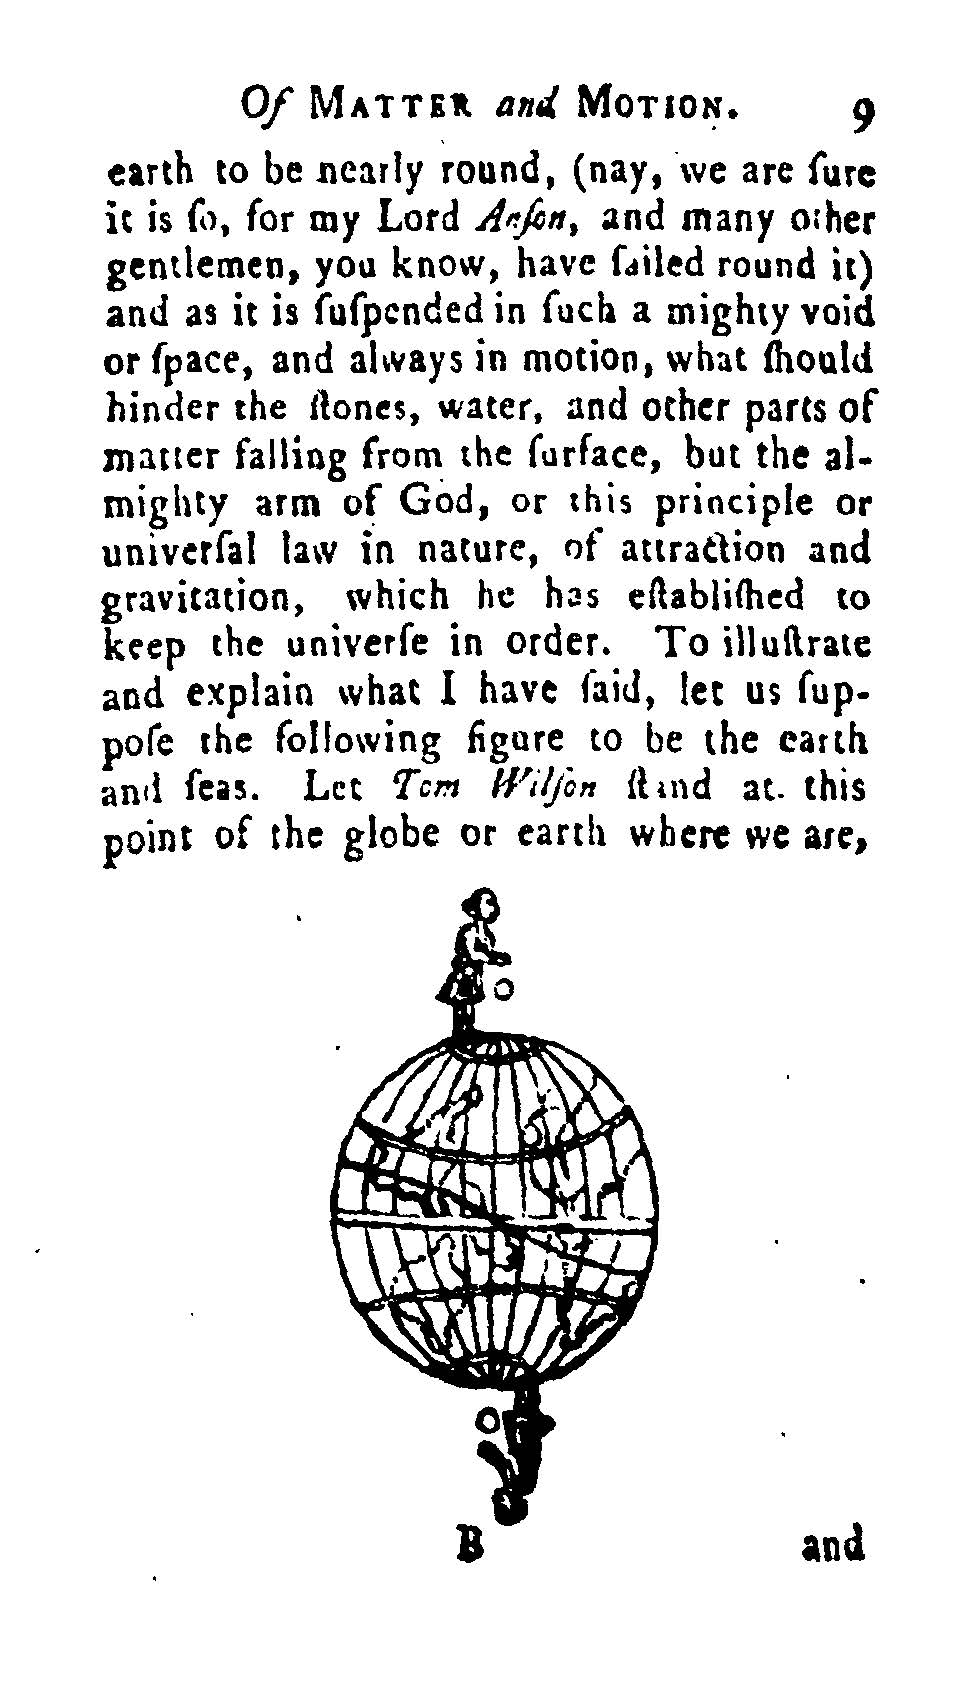 Of MATTER and MOTION. 9
earth to be nearly round, (nay, we are ſure
it is ſo, for my Lord Anſon, and many other
gentlemen, you know, have ſailed round it)
and as it is ſuſpended in ſuch a mighty void
or ſpace, and always in motion, what ſhould
hinder the ſtones, water, and other parts of
matter falling from the ſurface, but the al-
mighty arm of God, or this principle or
univerſal law in nature, of attraction and
gravitation, which he has eſtabliſhed to
keep the univerſe in order. To illuſtrate
and explain what I have ſaid, let us ſup-
poſe the following figure to be the earth
and ſeas. Let Tom Wilſon ſtand at this
point of the globe or earth where we are,
B and